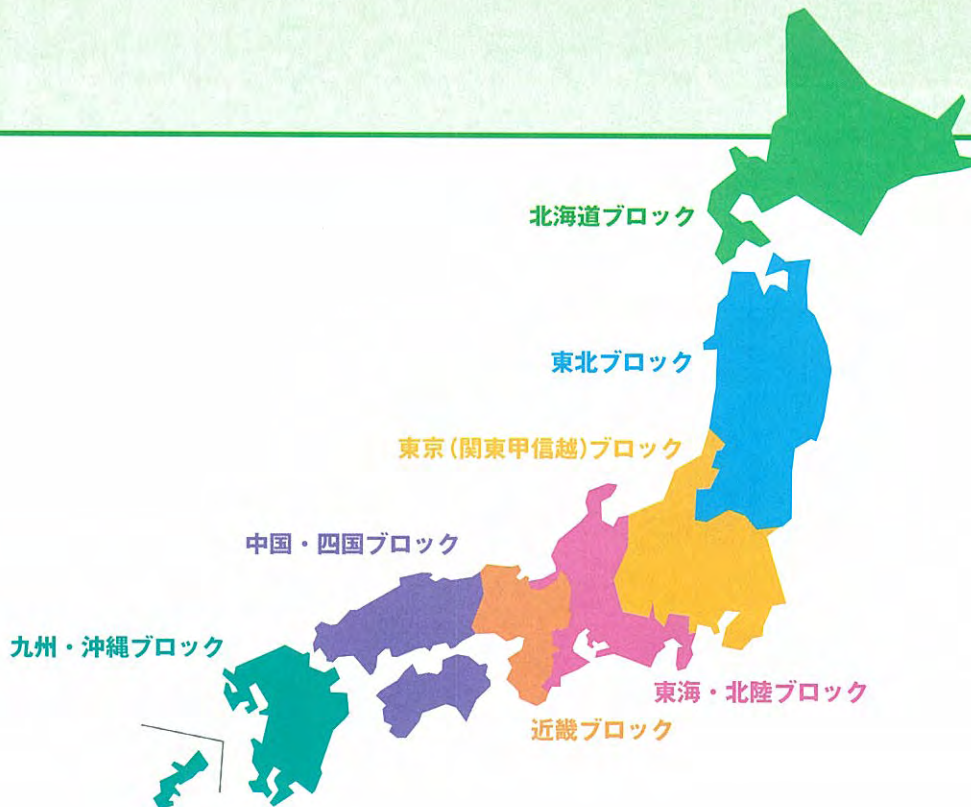 北海道ブロック
東北ブロック
東京(関東甲信越)ブロック
中国・四国ブロック
九州・沖縄ブロック
東海・北陸ブロック
近畿ブロック